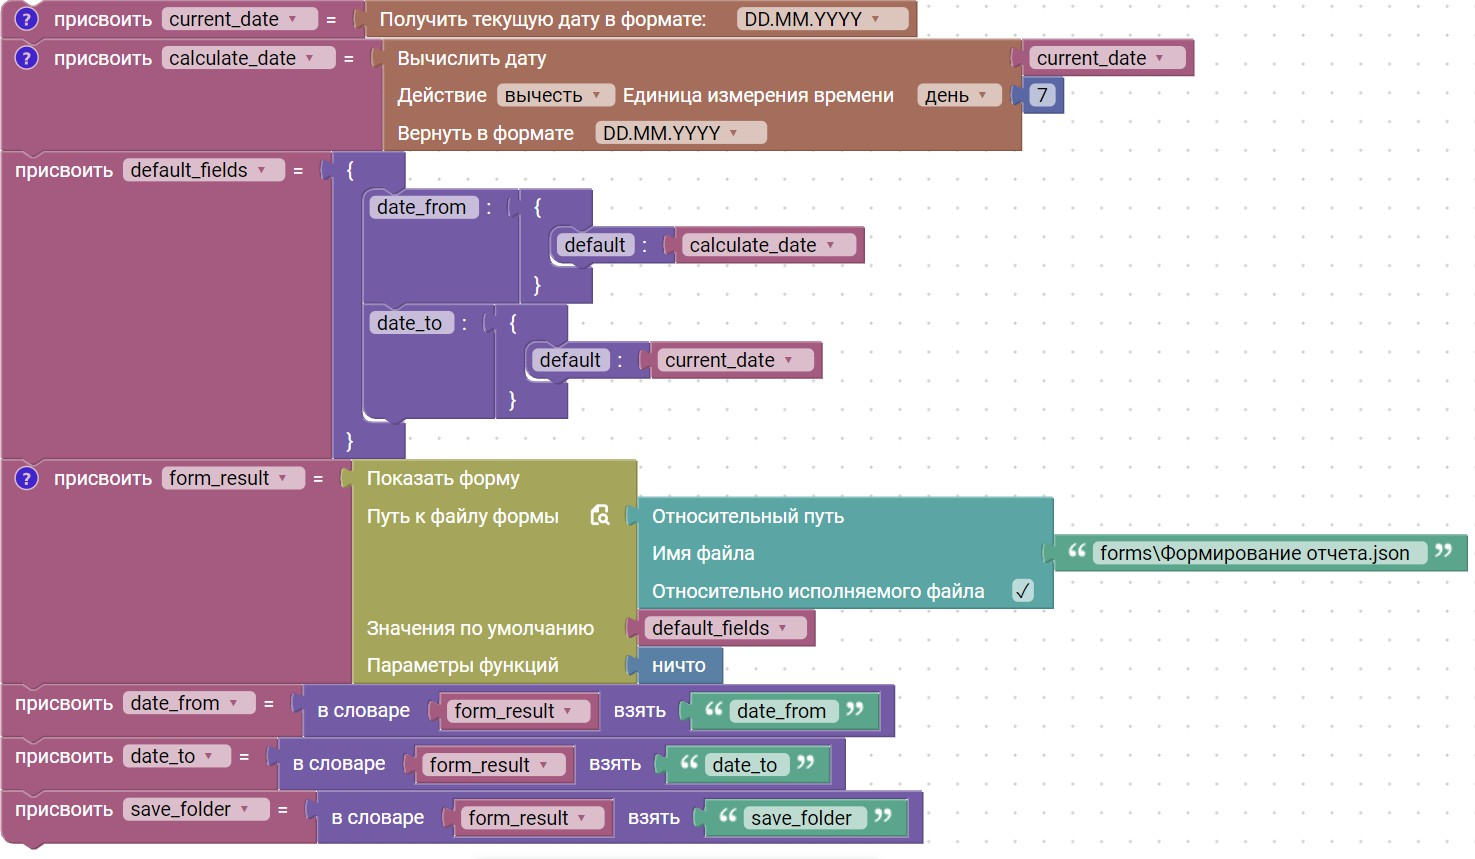 ? присвоить current_date = Получить текущую дату в формате: DD.MM.YYYY
? присвоить calculate_date = Вычислить дату current_date
Действие вычесть Единица измерения времени день 7
Вернуть в формате DD.MM.YYYY
присвоить default_fields = {
date_from : {
default : calculate_date
}
date_to : {
default : current_date
}
}
? присвоить form_result = Показать форму
Путь к файлу формы Относительный путь
Имя файла “ forms\Формирование отчета.json ”
Относительно исполняемого файла ✓
Значения по умолчанию default_fields
Параметры функций ничто
присвоить date_from = в словаре form_result взять “ date_from ”
присвоить date_to = в словаре form_result взять “ date_to ”
присвоить save_folder = в словаре form_result взять “ save_folder ”